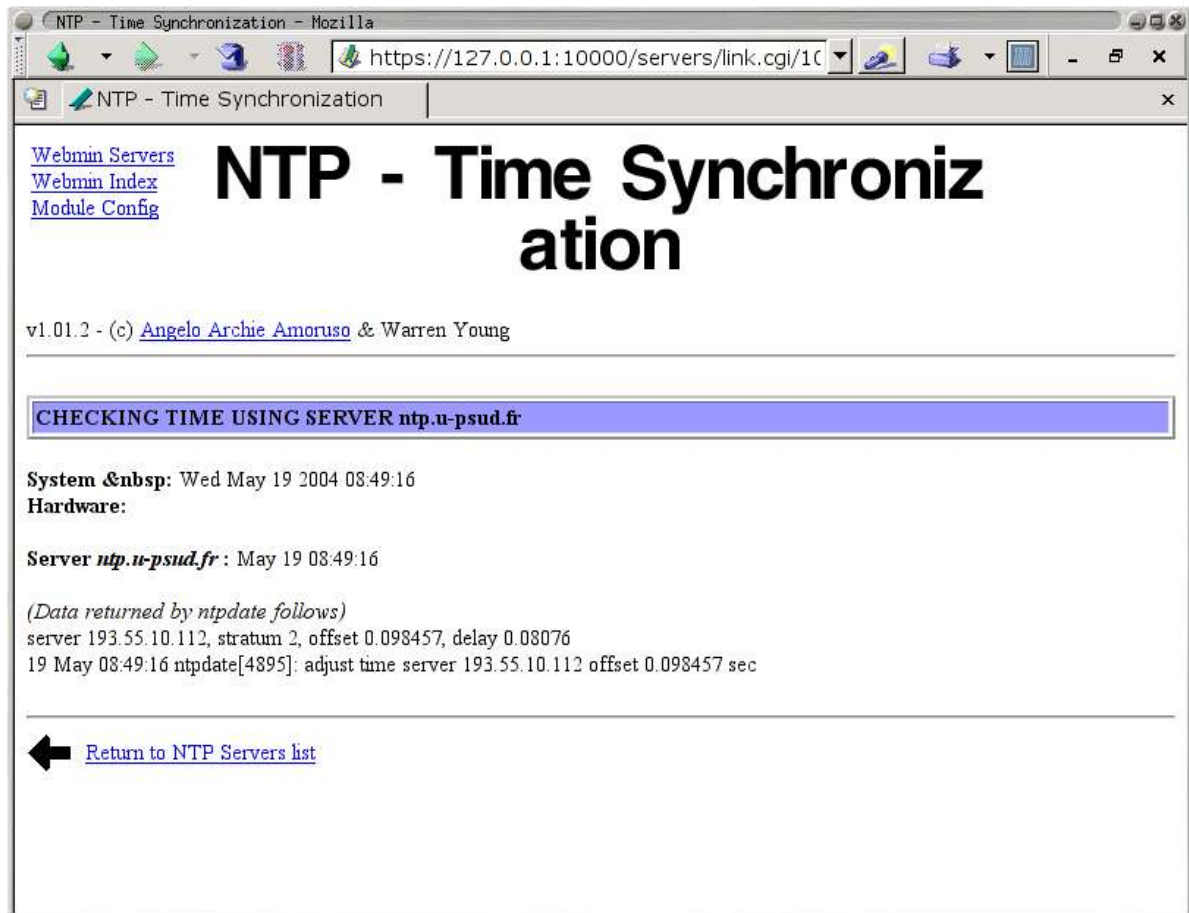 NTP - Time Synchronization - Mozilla
https://127.0.0.1:10000/servers/link.cgi/10
NTP - Time Synchronization
Webmin Servers
Webmin Index
Module Config
NTP - Time Synchroniz
ation
v1.01.2 - (c) Angelo Archie Amoruso & Warren Young
CHECKING TIME USING SERVER ntp.u-psud.fr
System &nbsp: Wed May 19 2004 08:49:16
Hardware:
Server ntp.u-psud.fr : May 19 08:49:16
(Data returned by ntpdate follows)
server 193.55.10.112, stratum 2, offset 0.098457, delay 0.08076
19 May 08:49:16 ntpdate[4895]: adjust time server 193.55.10.112 offset 0.098457 sec
Return to NTP Servers list